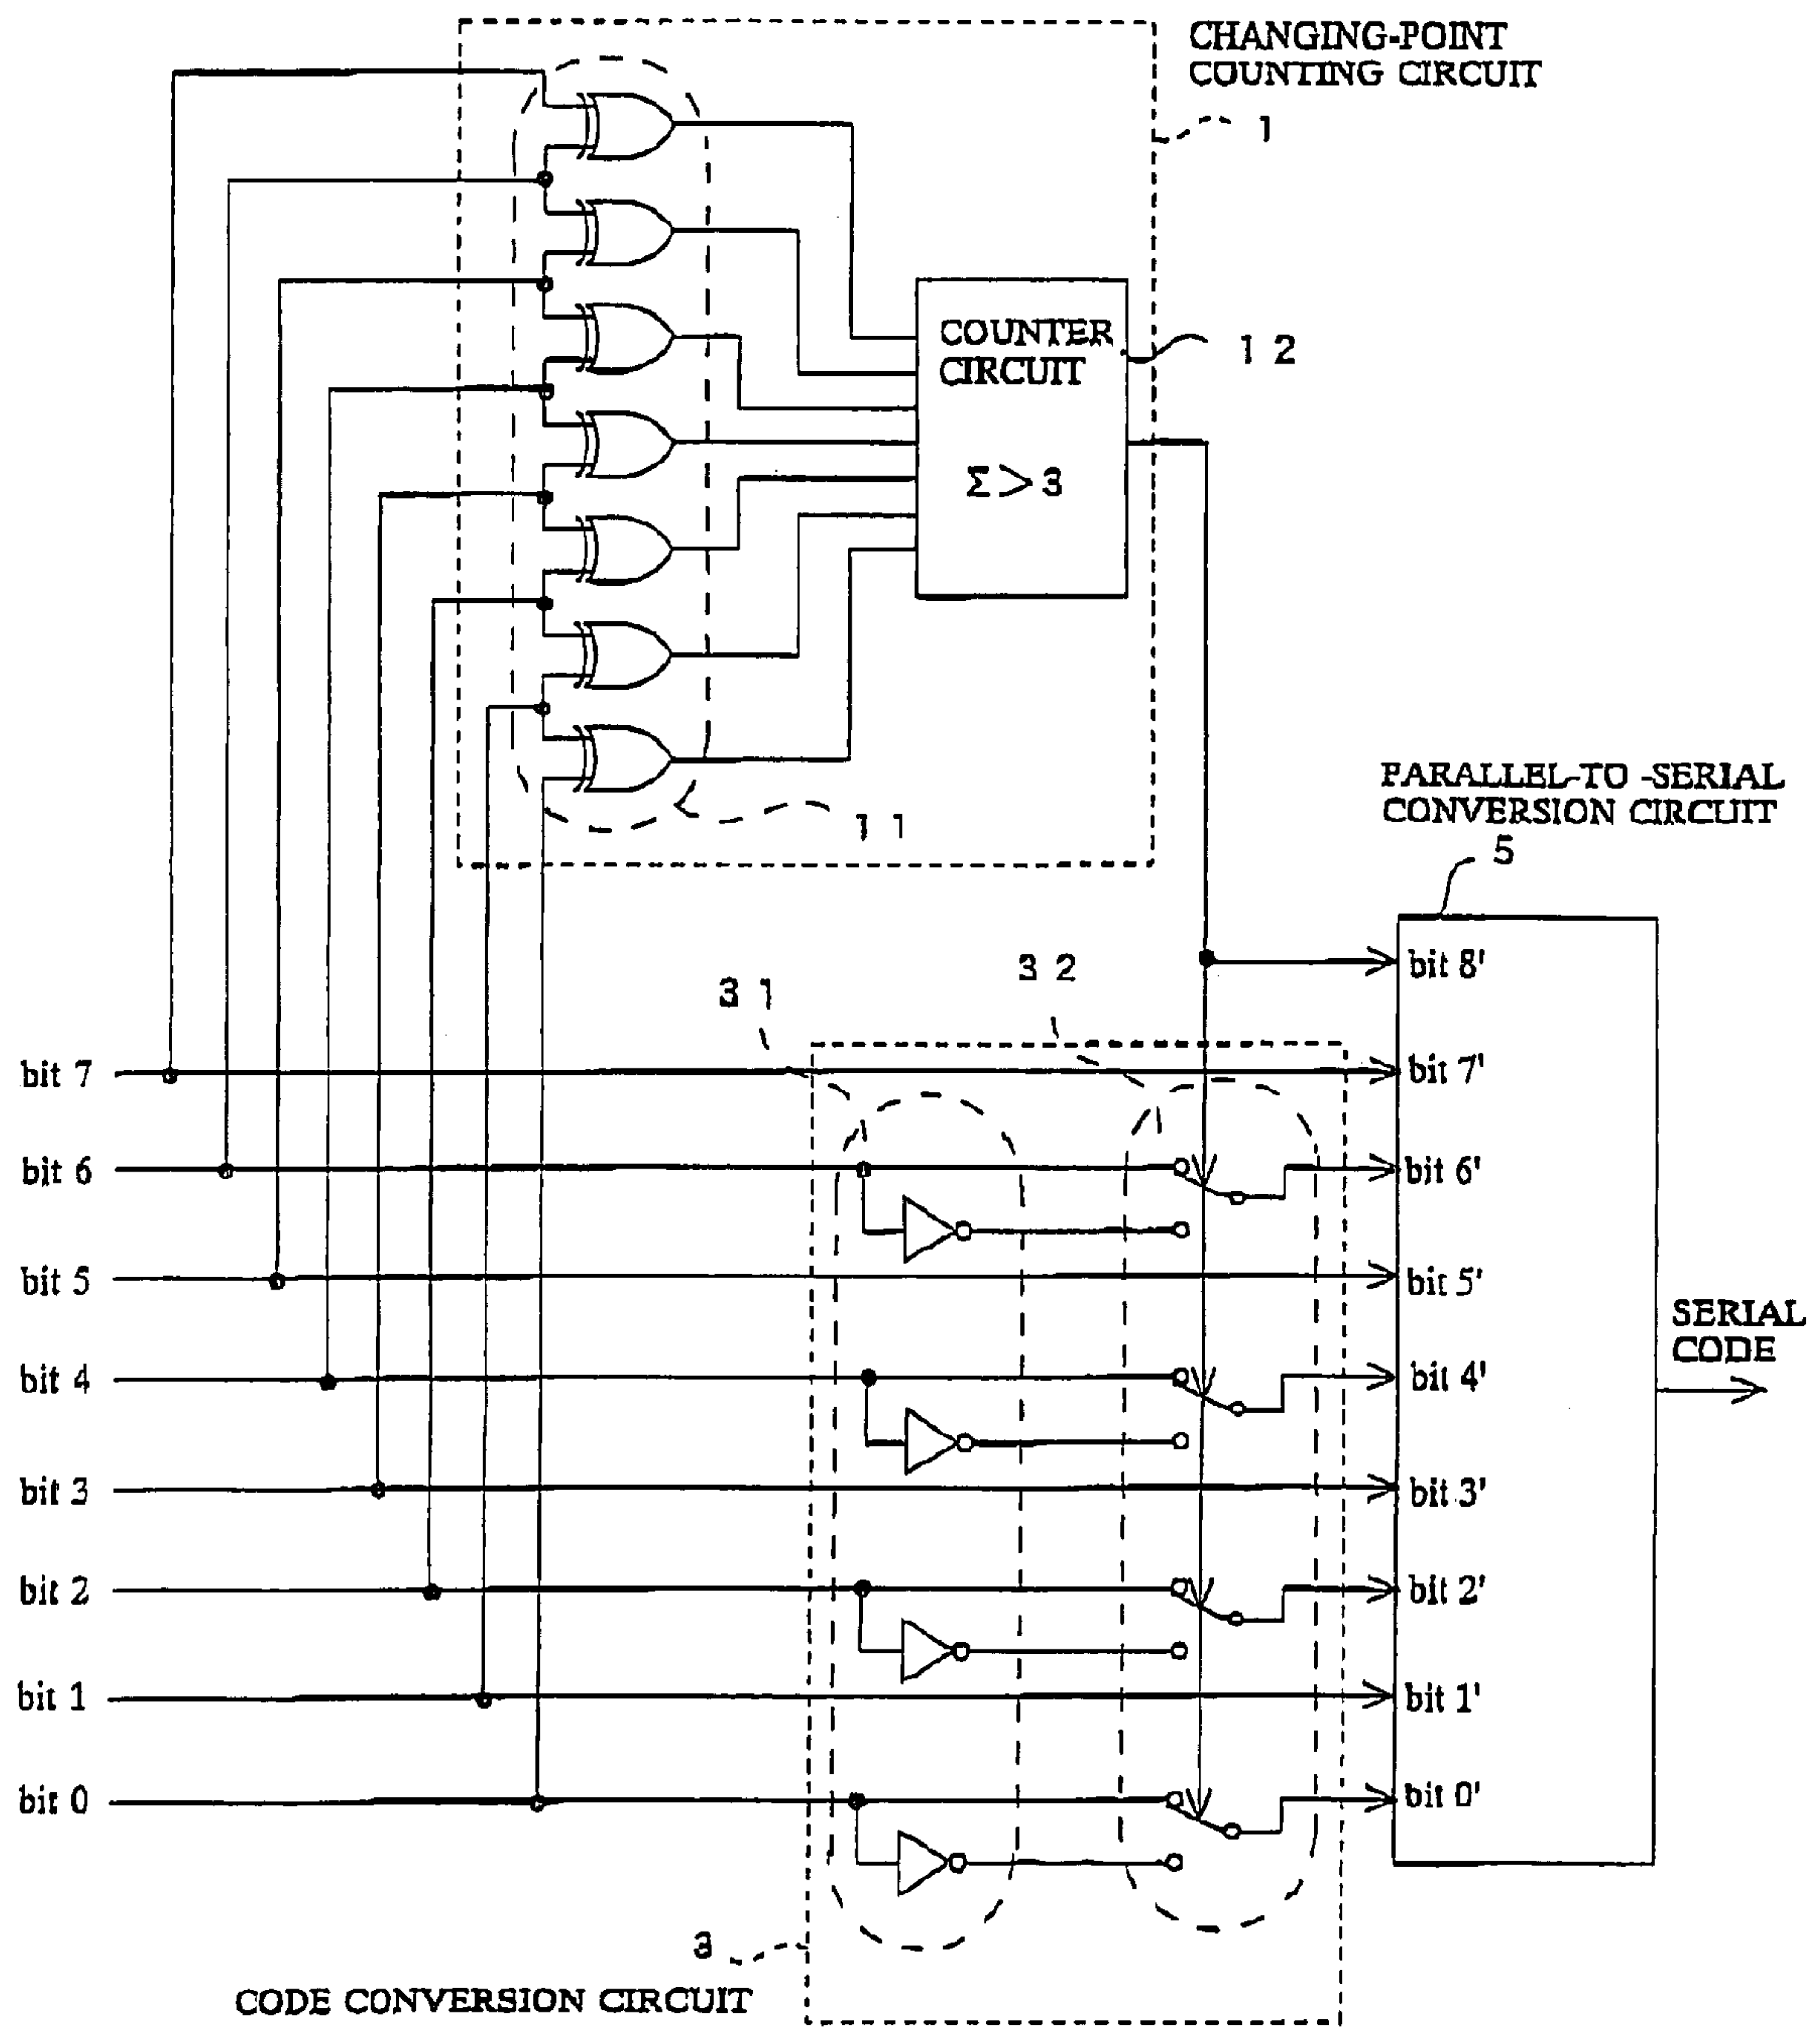 CHANGING-POINT
COUNTING CIRCUIT
1
COUNTER
CIRCUIT
12
Σ>3
11
PARALLEL-TO -SERIAL
CONVERSION CIRCUIT
5
31
32
bit 8'
bit 7
bit 7'
bit 6
bit 6'
bit 5
bit 5'
SERIAL
CODE
bit 4
bit 4'
bit 3
bit 3'
bit 2
bit 2'
bit 1
bit 1'
bit 0
bit 0'
3
CODE CONVERSION CIRCUIT